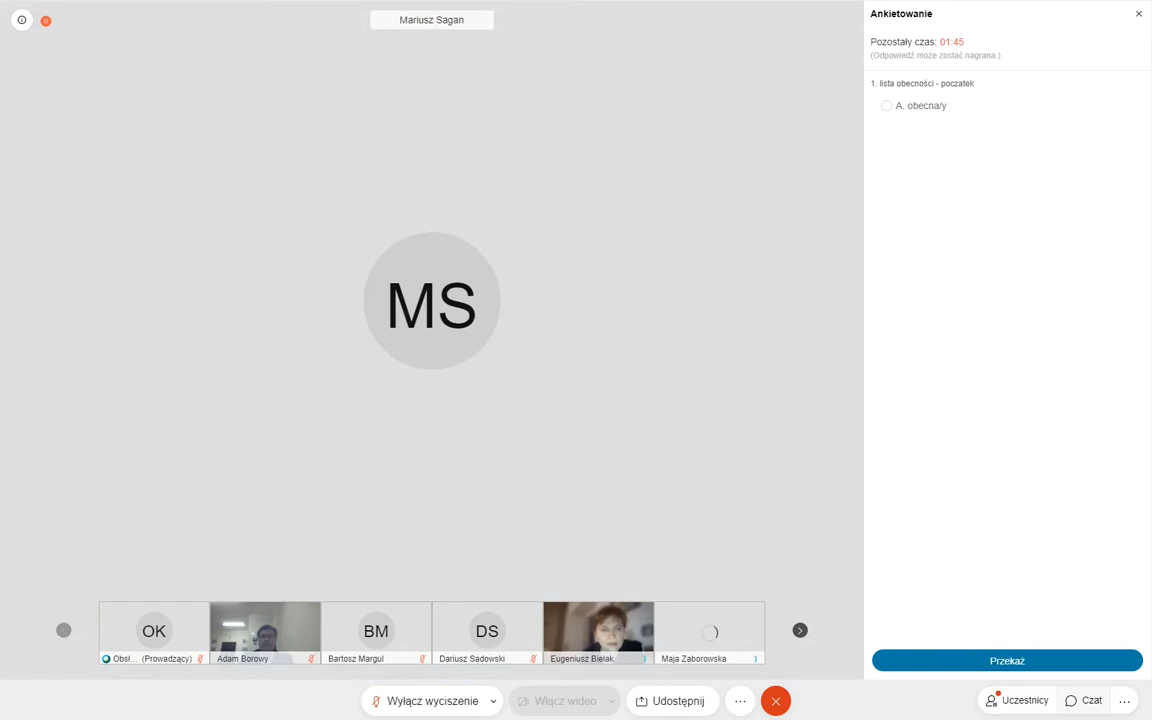 Mariusz Sagan
Ankietowanie
Pozostały czas: 01:45
(Odpowiedź może zostać nagrana.)
1. lista obecności - poczatek
A. obecna/y
MS
OK
BM
DS
Obsł... (Prowadzący)
Adam Borowy
Bartosz Margul
Dariusz Sadowski
Eugeniusz Bielak
Maja Zaborowska
Przekaż
Wyłącz wyciszenie
Włącz wideo
Udostępnij
Uczestnicy
Czat